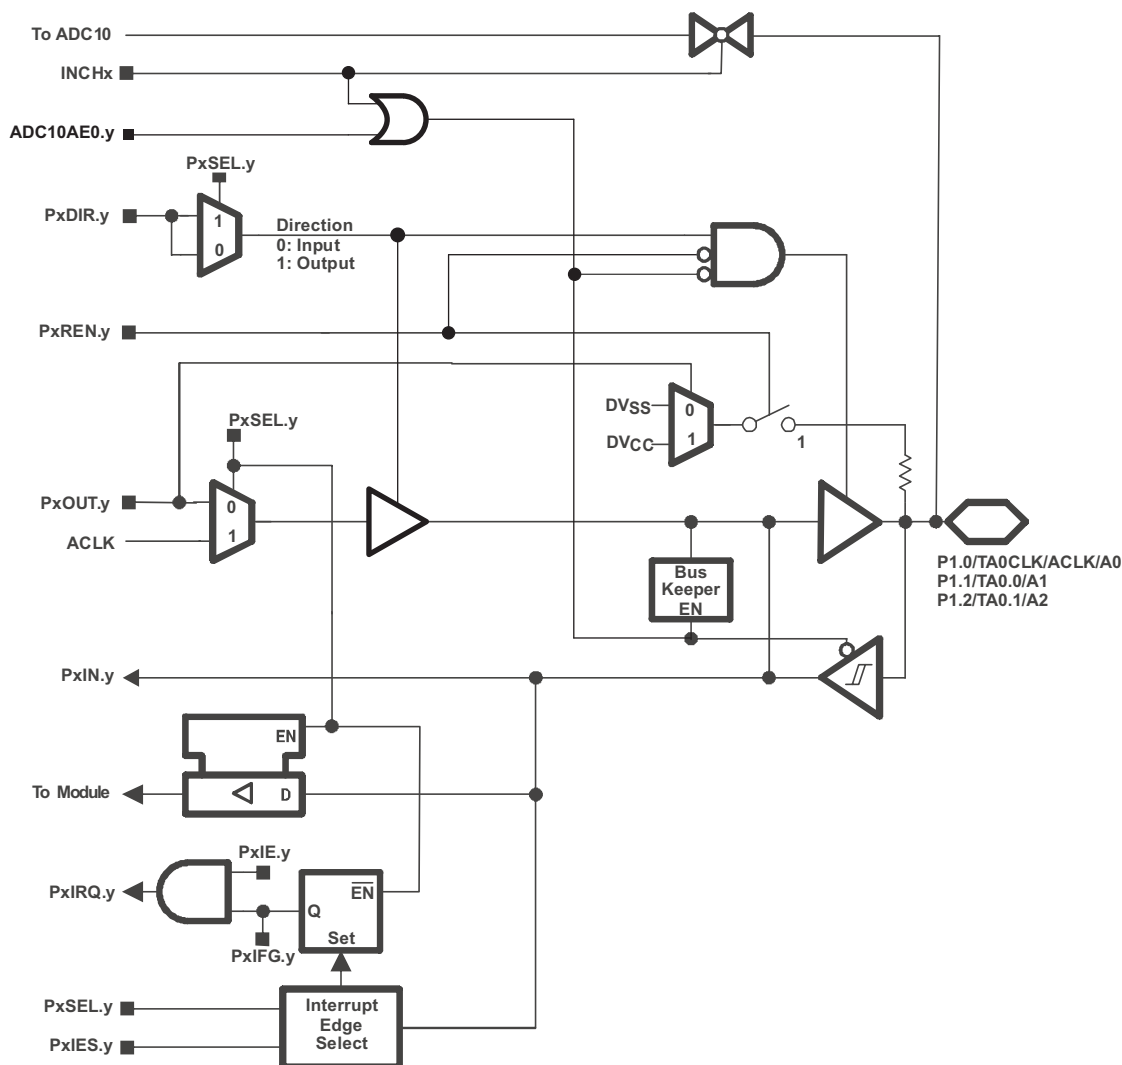 To ADC10
INCHx
ADC10AE0.y
PxSEL.y
PxDIR.y
1
0
Direction
0: Input
1: Output
PxREN.y
DVSS
0
DVCC
1
1
PxSEL.y
PxOUT.y
0
ACLK
1
Bus
Keeper
EN
P1.0/TA0CLK/ACLK/A0
P1.1/TA0.0/A1
P1.2/TA0.1/A2
PxIN.y
EN
To Module
D
PxIE.y
PxIRQ.y
EN
Q
Set
PxIFG.y
PxSEL.y
PxIES.y
Interrupt
Edge
Select